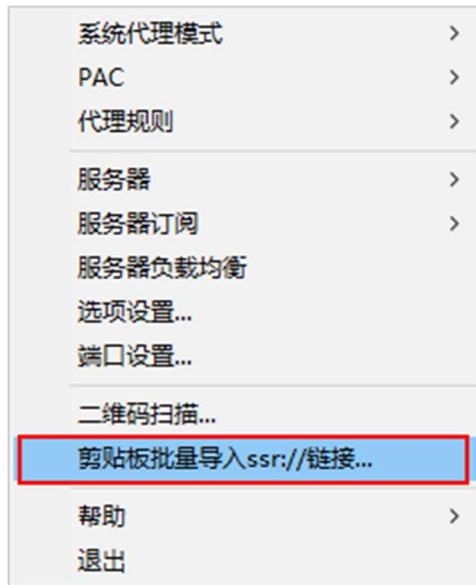 系统代理模式
PAC
代理规则
服务器
服务器订阅
服务器负载均衡
选项设置...
端口设置...
二维码扫描...
剪贴板批量导入ssr://链接...
帮助
退出